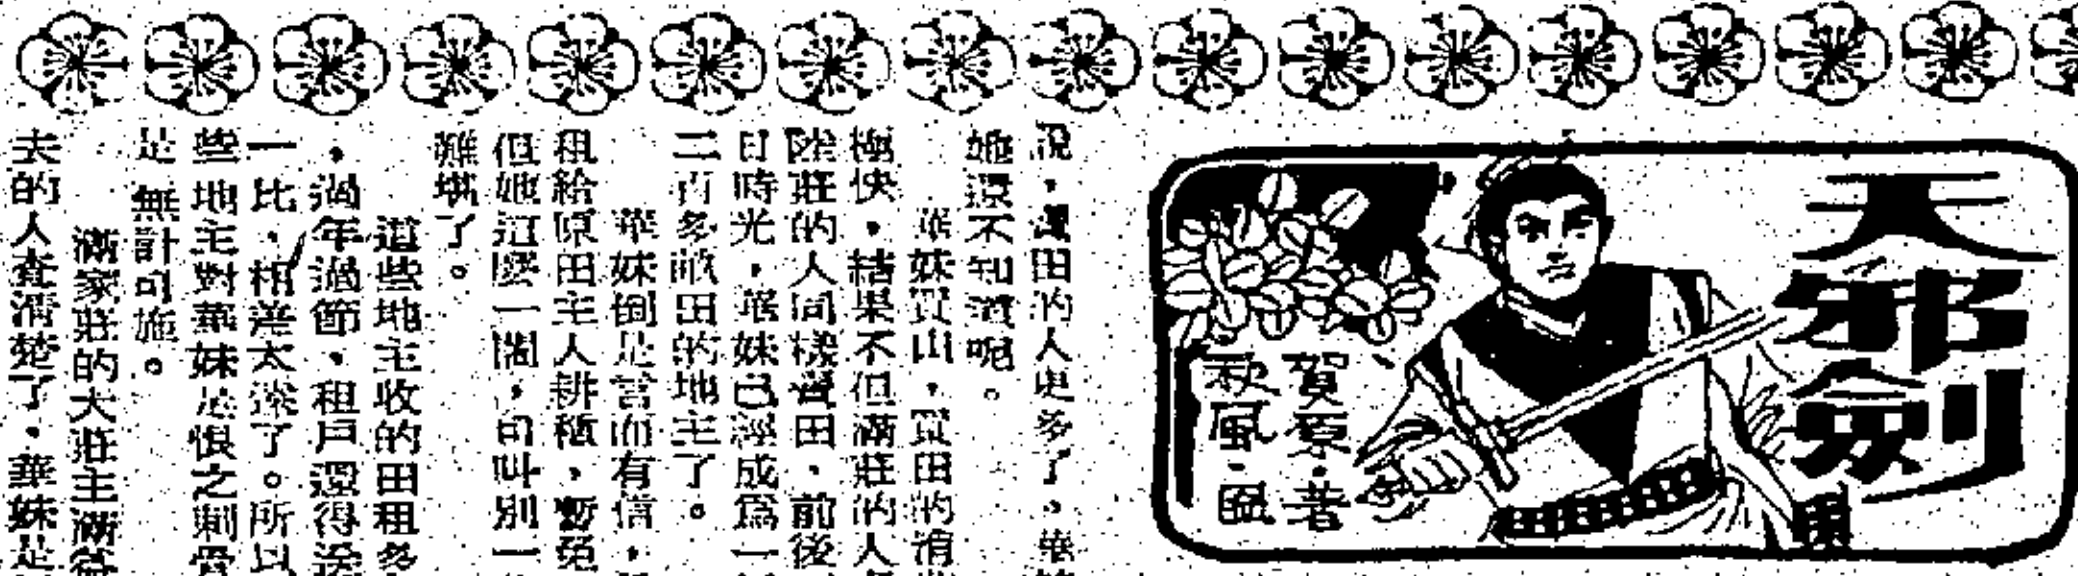 天邪劍
賀原·著
秋風·圖
說，賣田的人更多了，華
她還不知道呢。
華妹買山，買田的消
極快，結果不但滿莊的人
陸莊的人同樣賣田，前後
日時光，華妹已經成爲一
二百多畝田的地主了。
華妹倒是言而有信，
租給原田主人耕種，暫免
但她這麼一鬧，可叫別一
難堪了。
這些地主收的田租多
，過年過節，租戶還得送
一比，相差太遠了。所以
些地主對華妹是恨之刺骨
是無計可施。
滿家莊的大莊主滿
去的人查清楚了，華妹是